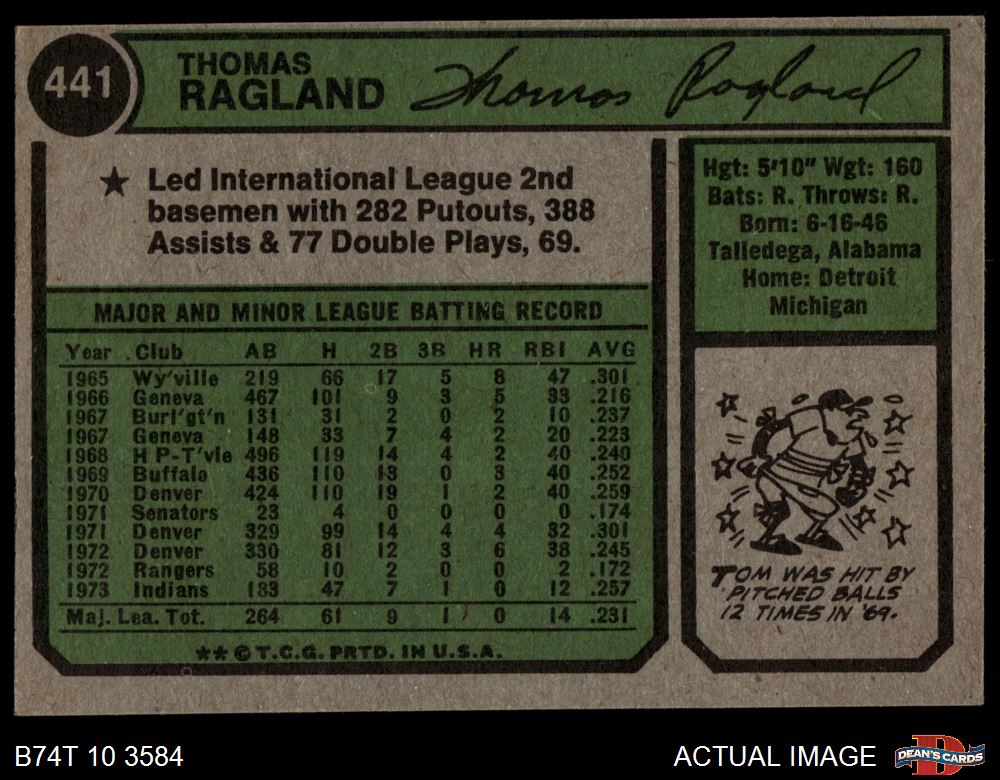 441
THOMAS
RAGLAND
Thomas Ragland
★ Led International League 2nd
basemen with 282 Putouts, 388
Assists & 77 Double Plays, 69.
Hgt: 5'10" Wgt: 160
Bats: R. Throws: R.
Born: 6-16-46
Talledega, Alabama
Home: Detroit
Michigan
MAJOR AND MINOR LEAGUE BATTING RECORD
Year Club AB H 2B 3B HR RBI AVG
1965 Wy'ville 219 66 17 5 8 47 .301
1966 Geneva 467 101 9 3 5 33 .216
1967 Burl'gt'n 131 31 2 0 2 10 .237
1967 Geneva 148 33 7 4 2 20 .223
1968 H P-T'vle 496 119 14 4 2 40 .240
1969 Buffalo 436 110 13 0 3 40 .252
1970 Denver 424 110 19 1 2 40 .259
1971 Senators 23 4 0 0 0 0 .174
1971 Denver 329 99 14 4 4 32 .301
1972 Denver 330 81 12 3 6 38 .245
1972 Rangers 58 10 2 0 0 2 .172
1973 Indians 183 47 7 1 0 12 .257
Maj. Lea. Tot. 264 61 9 1 0 14 .231
**©T.C.G. PRTD. IN U.S.A.
TOM WAS HIT BY
PITCHED BALLS
12 TIMES IN '69.
B74T 10 3584
ACTUAL IMAGE
DEAN'S CARDS